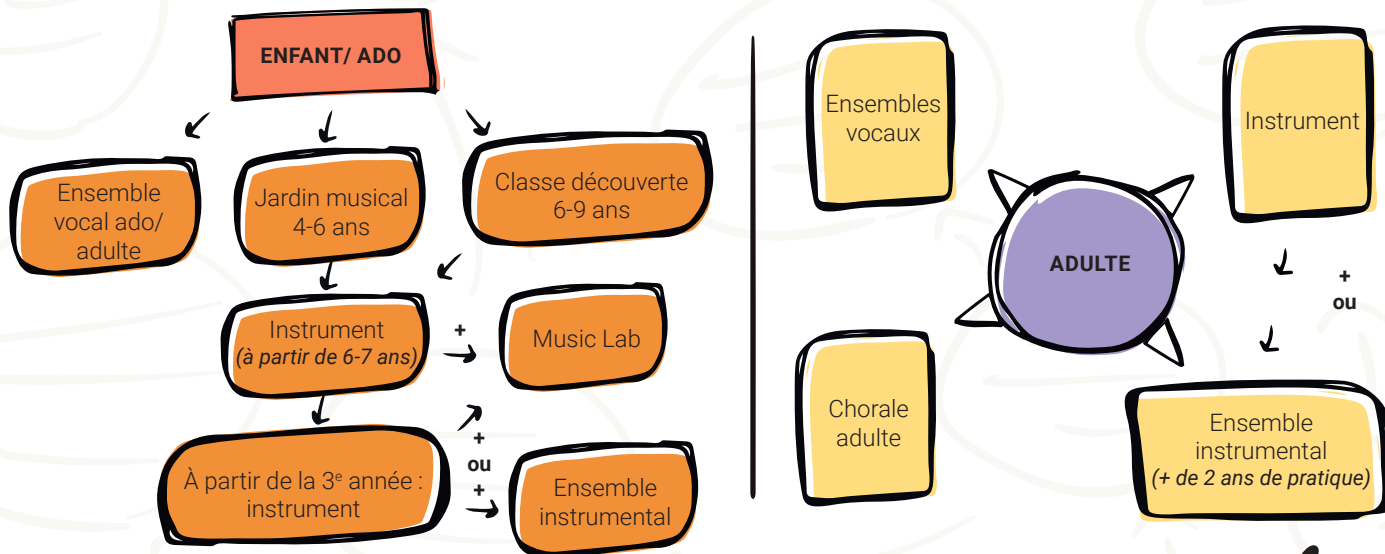 ENFANT/ ADO
Ensemble
vocal ado/
adulte
Jardin musical
4-6 ans
Classe découverte
6-9 ans
Instrument
(à partir de 6-7 ans)
+
Music Lab
À partir de la 3e année :
instrument
+
ou
+
Ensemble
instrumental
Ensembles
vocaux
Instrument
ADULTE
+
ou
Chorale
adulte
Ensemble
instrumental
(+ de 2 ans de pratique)